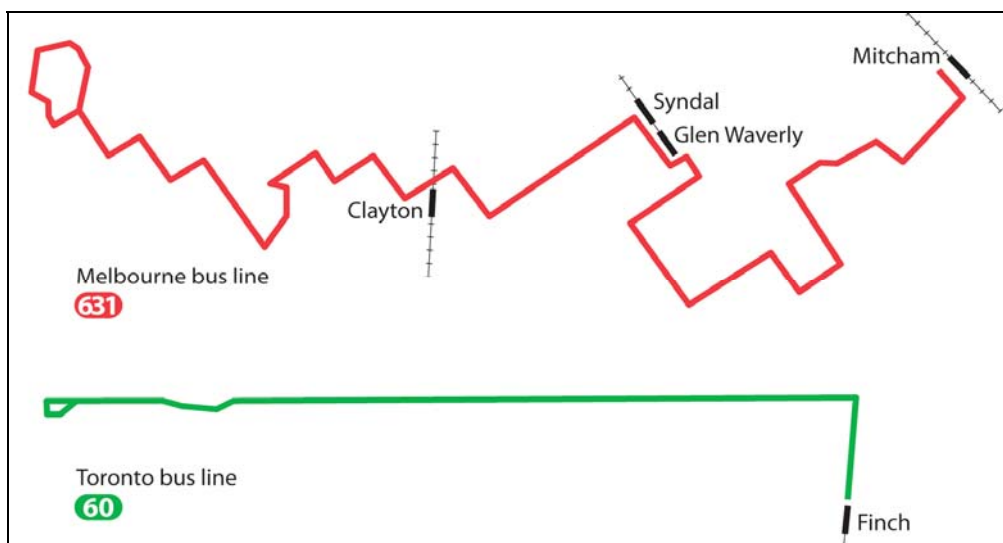 Mitcham
Syndal
Glen Waverly
Clayton
Melbourne bus line
631
Toronto bus line
60
Finch